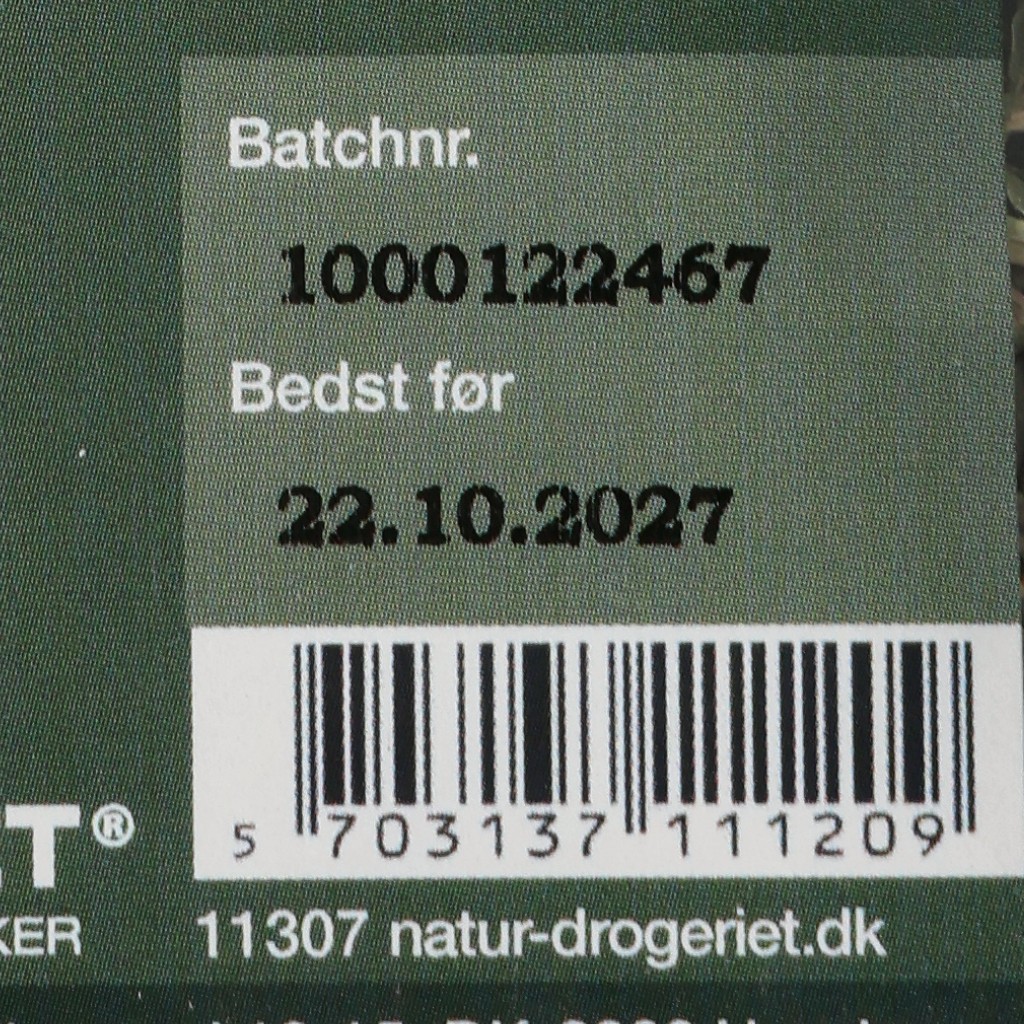 Batchnr.
1000122467
Bedst før
22.10.2027
5 703137 111209
T®
KER
11307 natur-drogeriet.dk